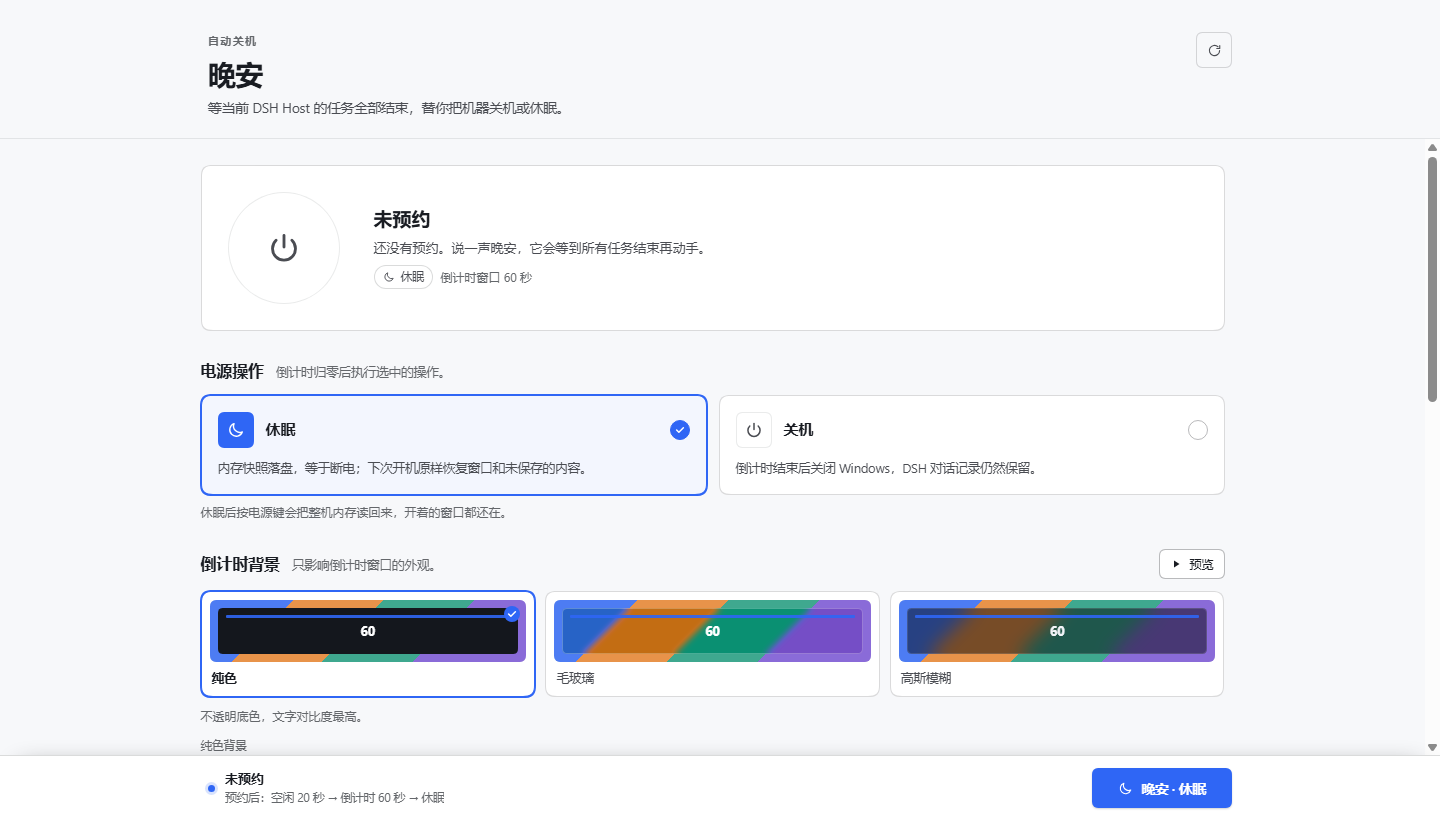 自动关机
晚安
等当前 DSH Host 的任务全部结束，替你把机器关机或休眠。
未预约
还没有预约。说一声晚安，它会等到所有任务结束再动手。
休眠 倒计时窗口 60 秒
电源操作 倒计时归零后执行选中的操作。
休眠
内存快照落盘，等于断电；下次开机原样恢复窗口和未保存的内容。
关机
倒计时结束后关闭 Windows，DSH 对话记录仍然保留。
休眠后按电源键会把整机内存读回来，开着的窗口都还在。
倒计时背景 只影响倒计时窗口的外观。
预览
60
纯色
60
毛玻璃
60
高斯模糊
不透明底色，文字对比度最高。
纯色背景
未预约
预约后：空闲 20 秒 → 倒计时 60 秒 → 休眠
晚安 · 休眠